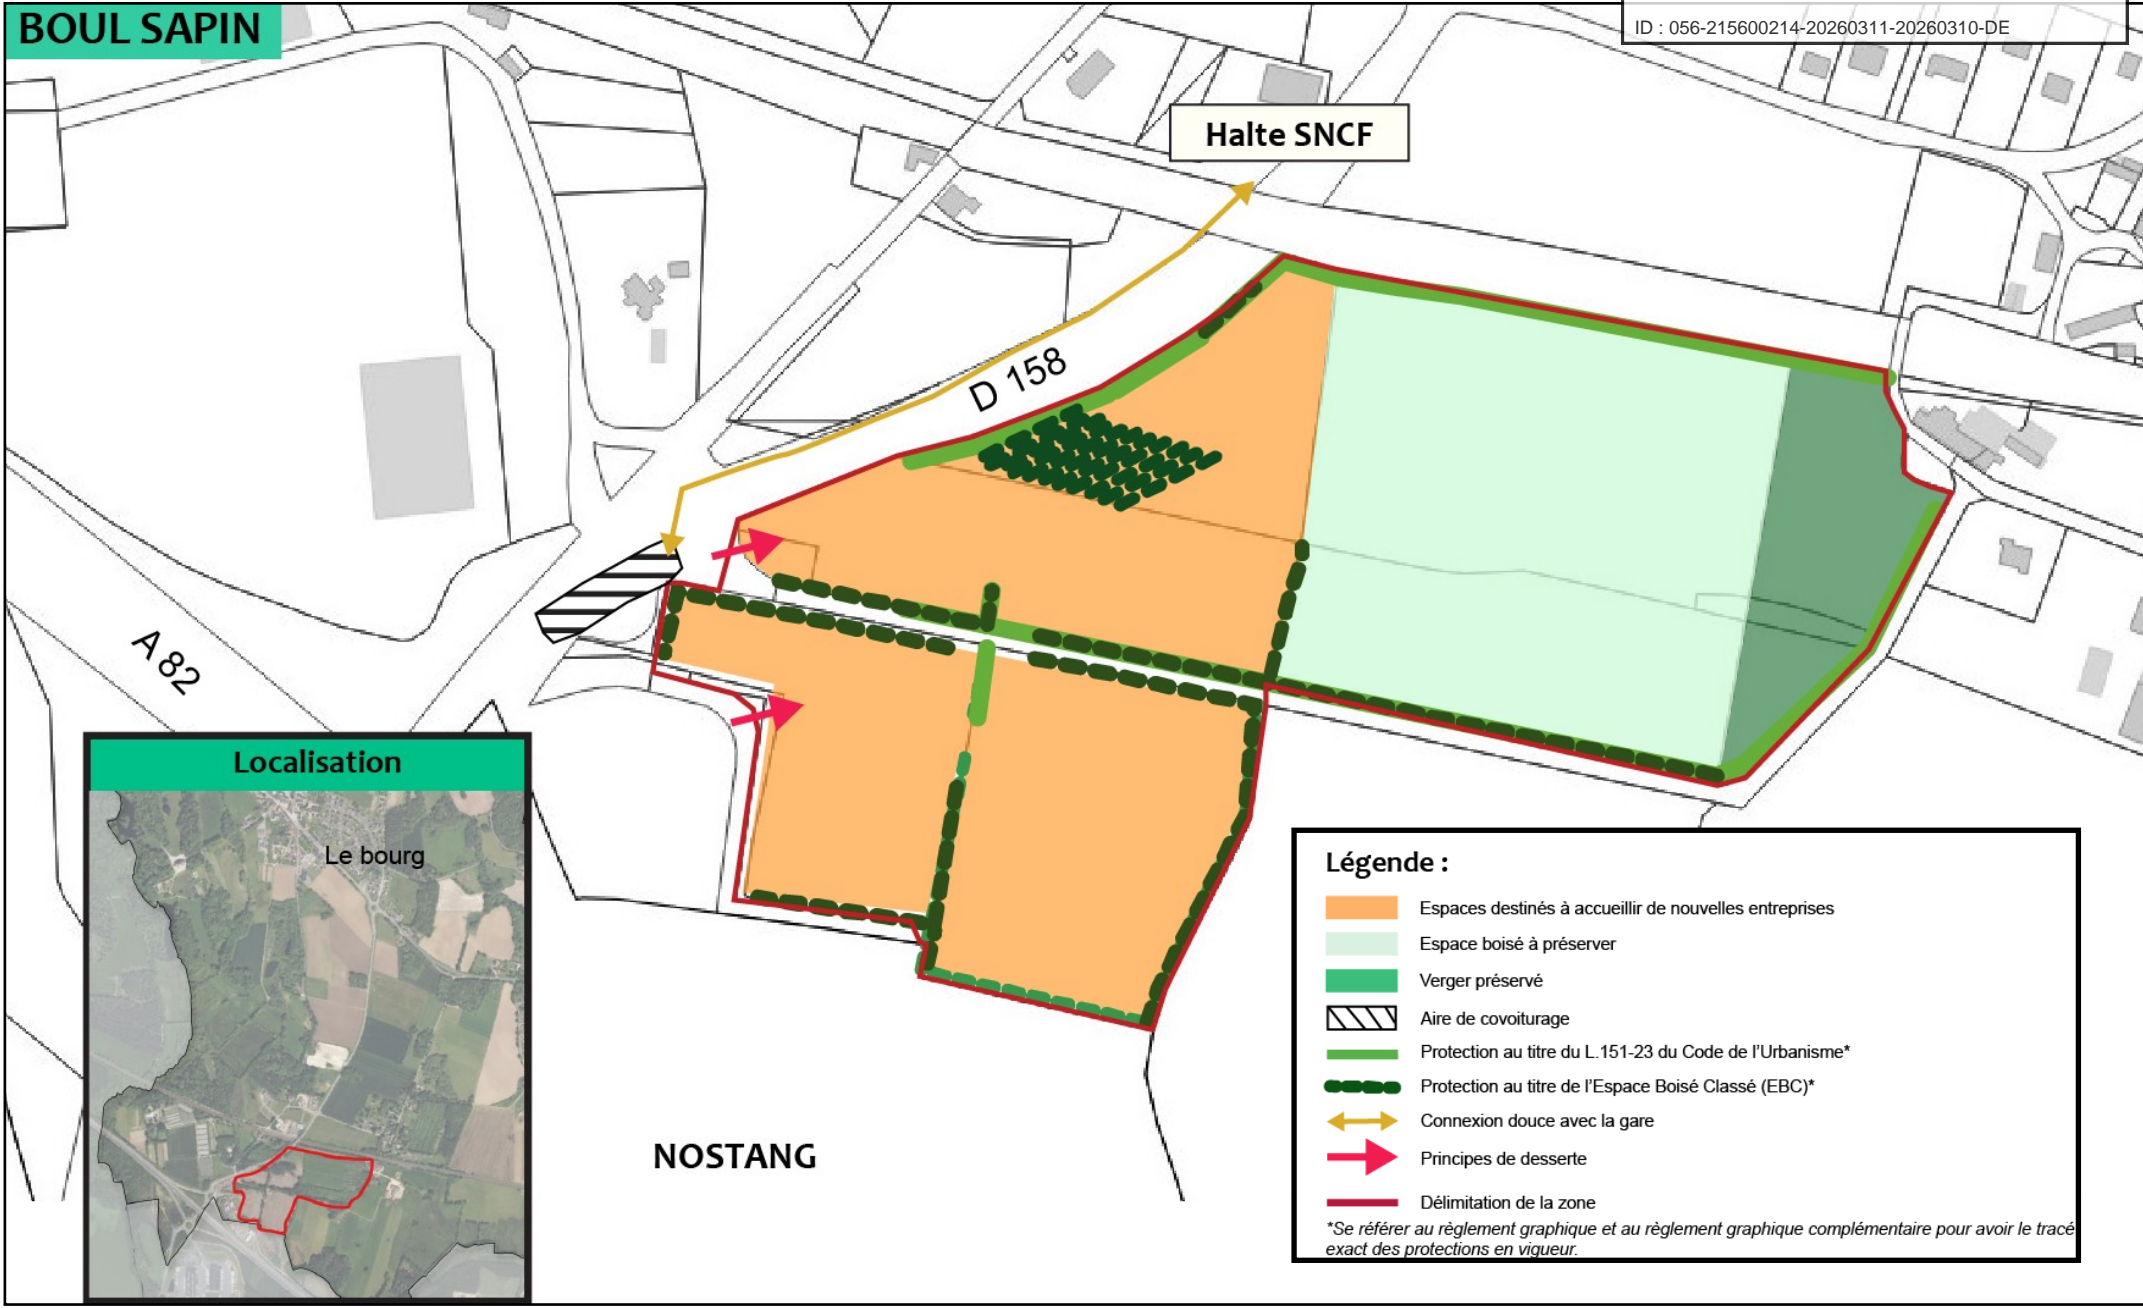 BOUL SAPIN
ID : 056-215600214-20260311-20260310-DE
Halte SNCF
D 158
A 82
Localisation
Le bourg
NOSTANG
Légende :
Espaces destinés à accueillir de nouvelles entreprises
Espace boisé à préserver
Verger préservé
Aire de covoiturage
Protection au titre du L.151-23 du Code de l'Urbanisme*
Protection au titre de l'Espace Boisé Classé (EBC)*
Connexion douce avec la gare
Principes de desserte
Délimitation de la zone
*Se référer au règlement graphique et au règlement graphique complémentaire pour avoir le tracé
exact des protections en vigueur.